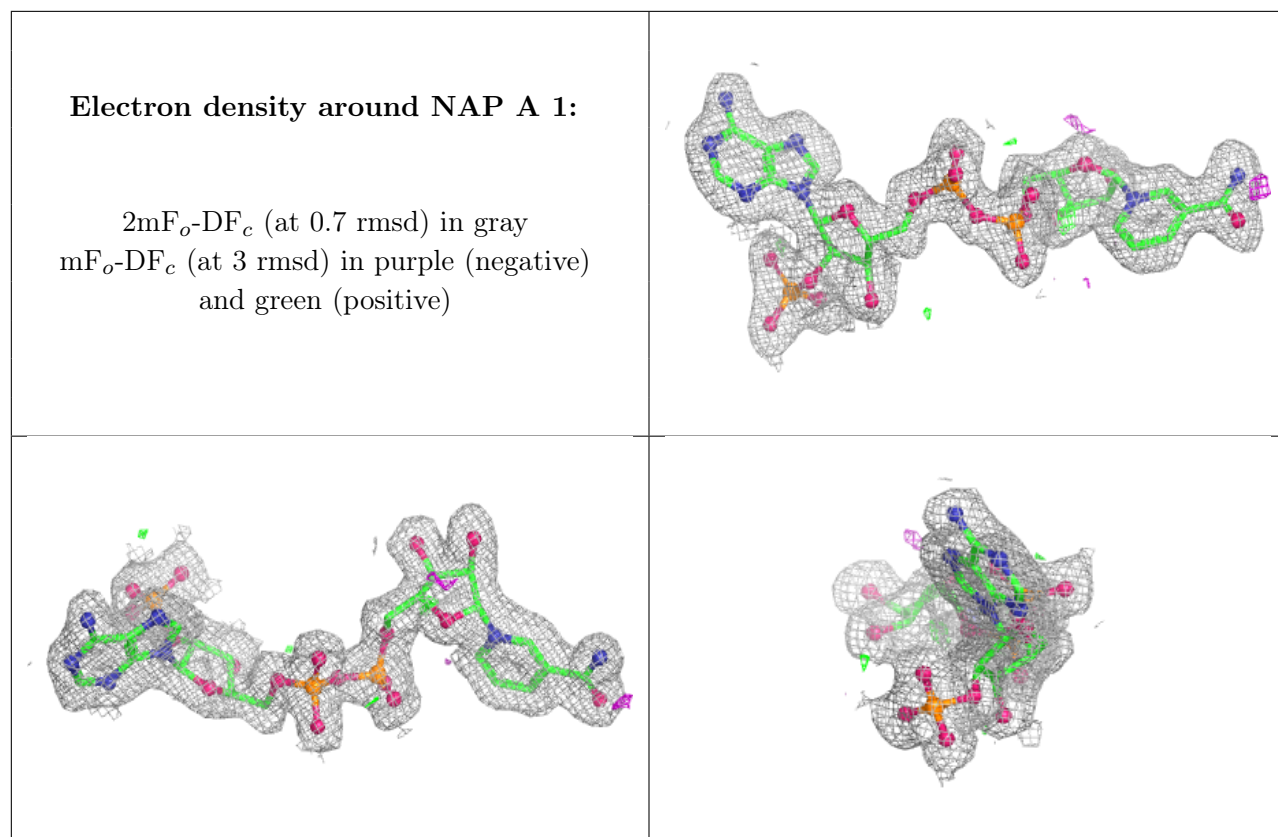 Electron density around NAP A 1:
2mFₒ-DF𝒸 (at 0.7 rmsd) in gray
mFₒ-DF𝒸 (at 3 rmsd) in purple (negative)
and green (positive)